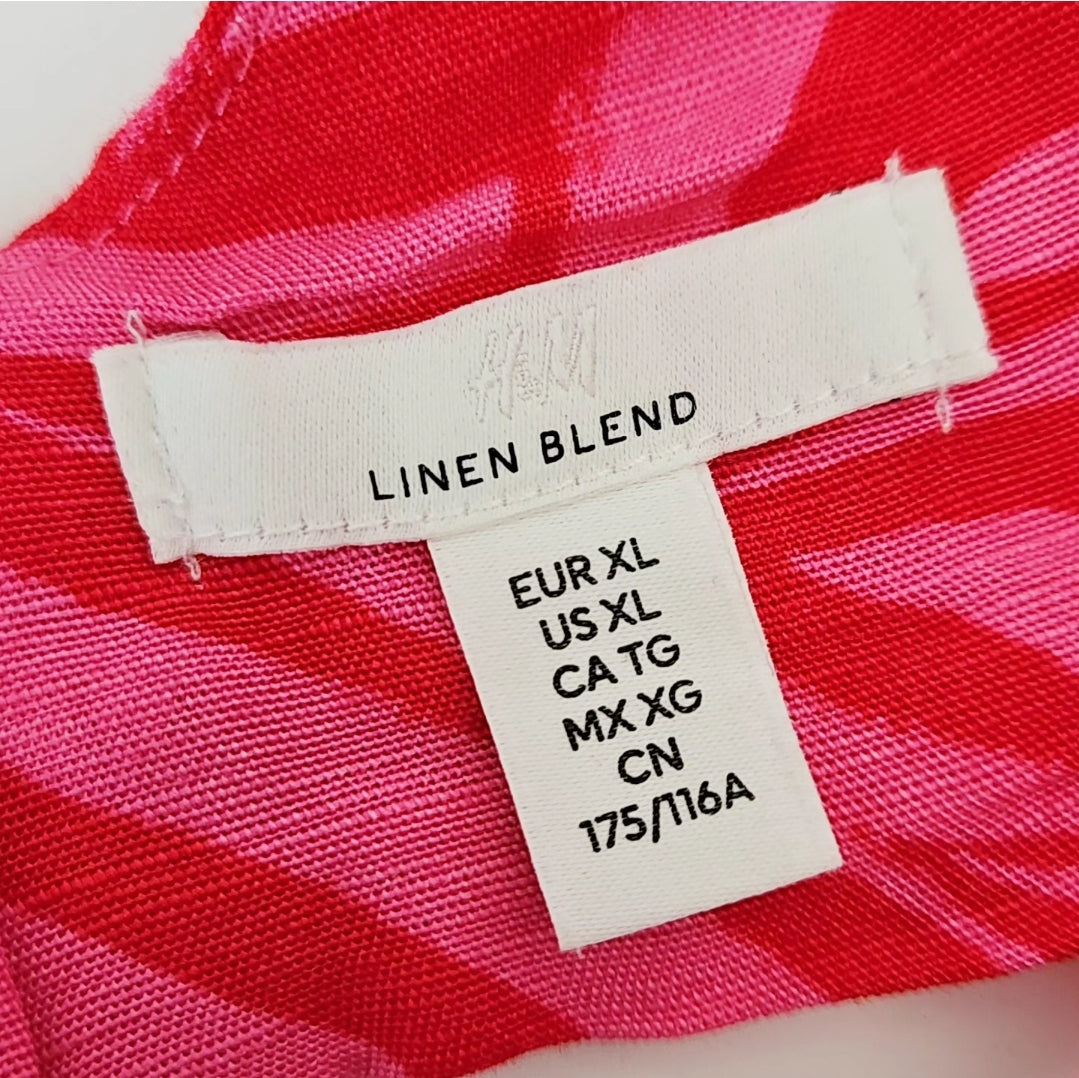 H&M
LINEN BLEND
EUR XL
US XL
CA TG
MX XG
CN
175/116A